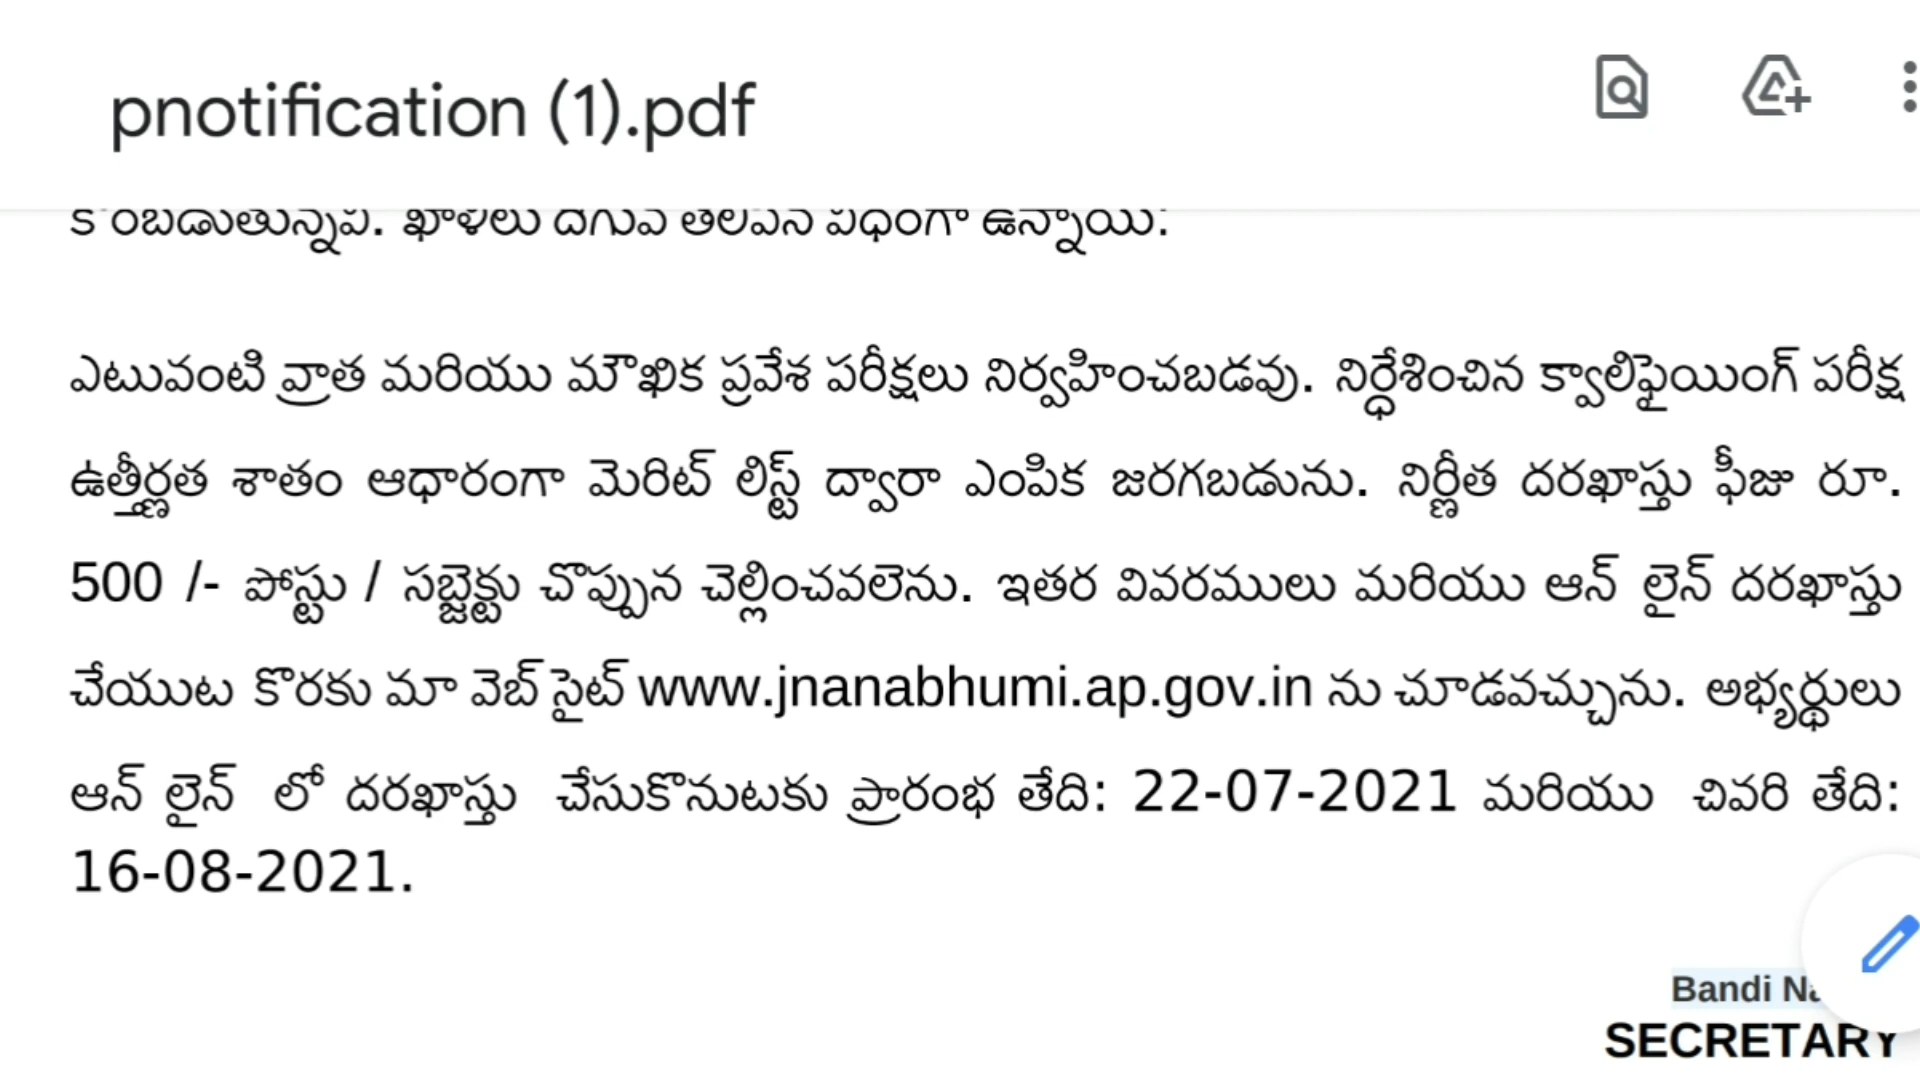 pnotification (1).pdf
ఖాళీలు దిగువ తెలిపిన విధంగా ఉన్నాయి:
ఎటువంటి వ్రాత మరియు మౌఖిక ప్రవేశ పరీక్షలు నిర్వహించబడవు. నిర్ధేశించిన క్వాలిఫైయింగ్ పరీక్ష
ఉత్తీర్ణత శాతం ఆధారంగా మెరిట్ లిస్ట్ ద్వారా ఎంపిక జరగబడును. నిర్ణీత దరఖాస్తు ఫీజు రూ.
500 /- పోస్టు / సబ్జెక్టు చొప్పున చెల్లించవలెను. ఇతర వివరములు మరియు ఆన్ లైన్ దరఖాస్తు
చేయుట కొరకు మా వెబ్ సైట్ www.jnanabhumi.ap.gov.in ను చూడవచ్చును. అభ్యర్థులు
ఆన్ లైన్ లో దరఖాస్తు చేసుకొనుటకు ప్రారంభ తేది: 22-07-2021 మరియు చివరి తేది:
16-08-2021.
Bandi
SECRETARY